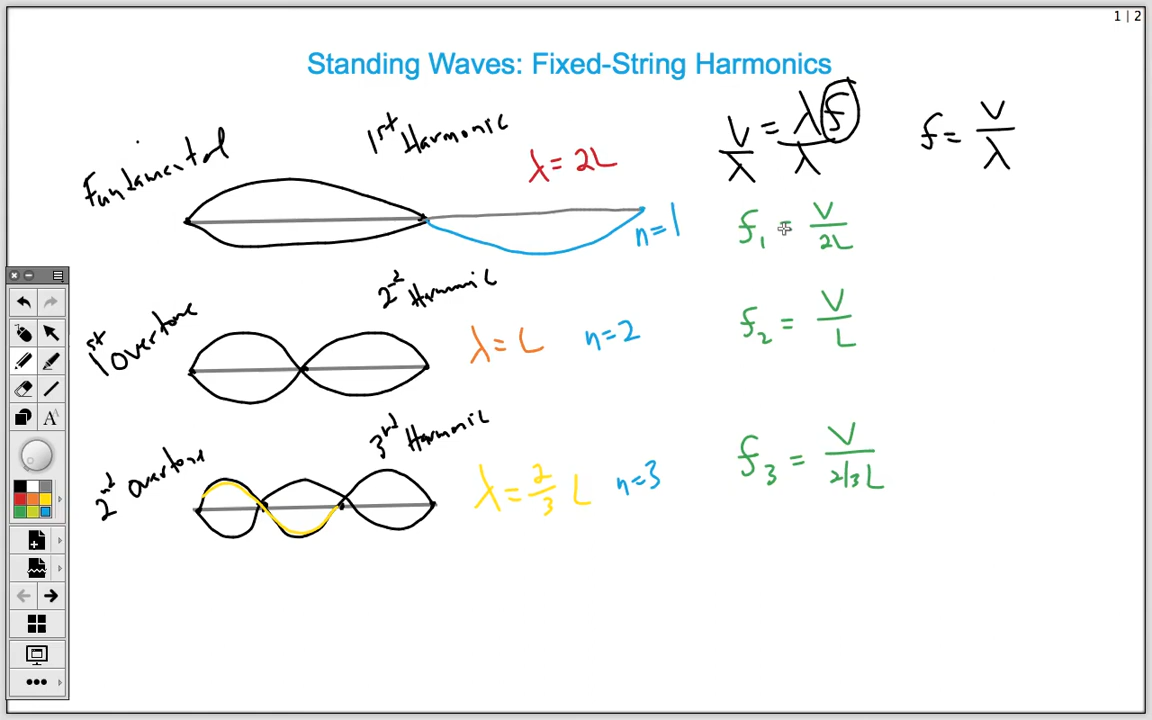 1 | 2
Standing Waves: Fixed-String Harmonics
Fundamental
1st Harmonic
λ = 2L
n=1
V/λ = λf/λ
f = V/λ
f1 = V/2L
1st Overtone
2nd Harmonic
λ = L
n=2
f2 = V/L
2nd overtone
3rd Harmonic
λ = 2/3 L
n=3
f3 = V/2/3L
A